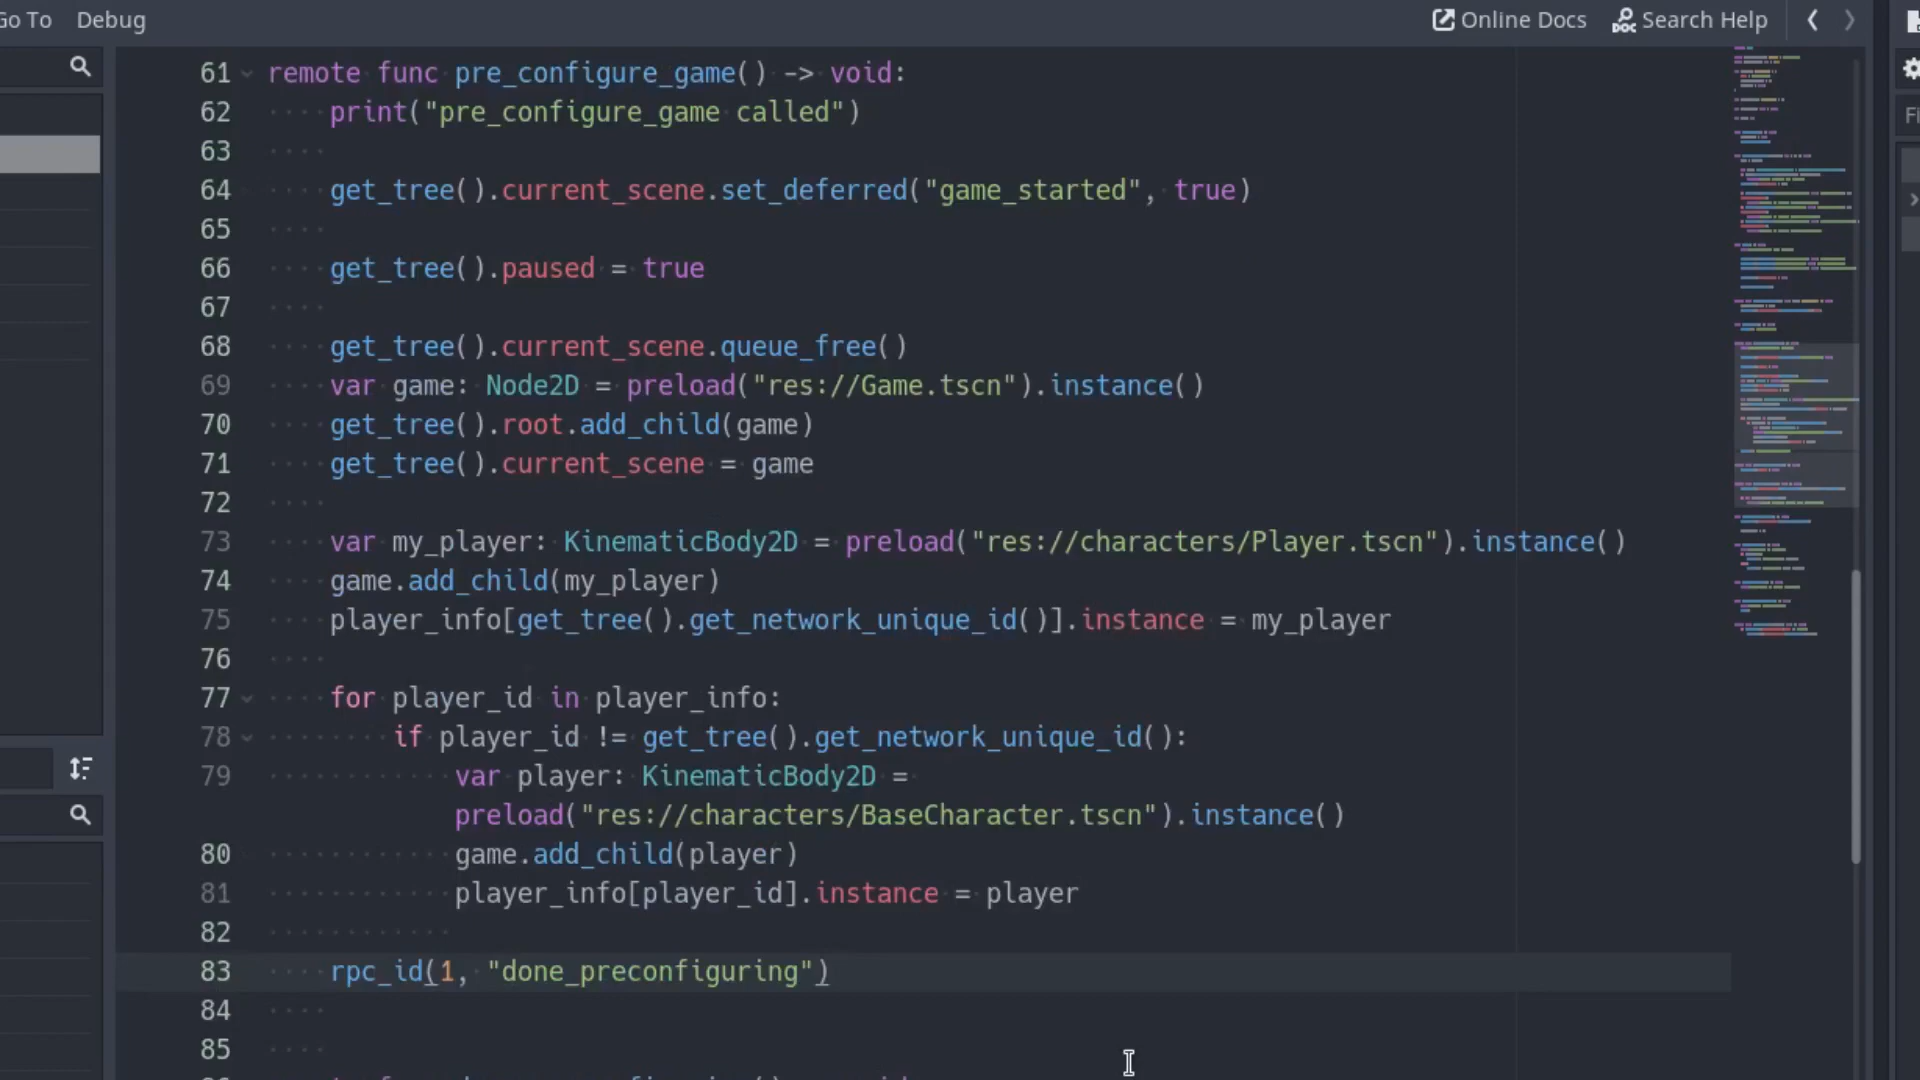 Go To Debug Online Docs Search Help
61 remote func pre_configure_game() -> void:
62 print("pre_configure_game called")
63
64 get_tree().current_scene.set_deferred("game_started", true)
65
66 get_tree().paused = true
67
68 get_tree().current_scene.queue_free()
69 var game: Node2D = preload("res://Game.tscn").instance()
70 get_tree().root.add_child(game)
71 get_tree().current_scene = game
72
73 var my_player: KinematicBody2D = preload("res://characters/Player.tscn").instance()
74 game.add_child(my_player)
75 player_info[get_tree().get_network_unique_id()].instance = my_player
76
77 for player_id in player_info:
78 if player_id != get_tree().get_network_unique_id():
79 var player: KinematicBody2D =
preload("res://characters/BaseCharacter.tscn").instance()
80 game.add_child(player)
81 player_info[player_id].instance = player
82
83 rpc_id(1, "done_preconfiguring")
84
85